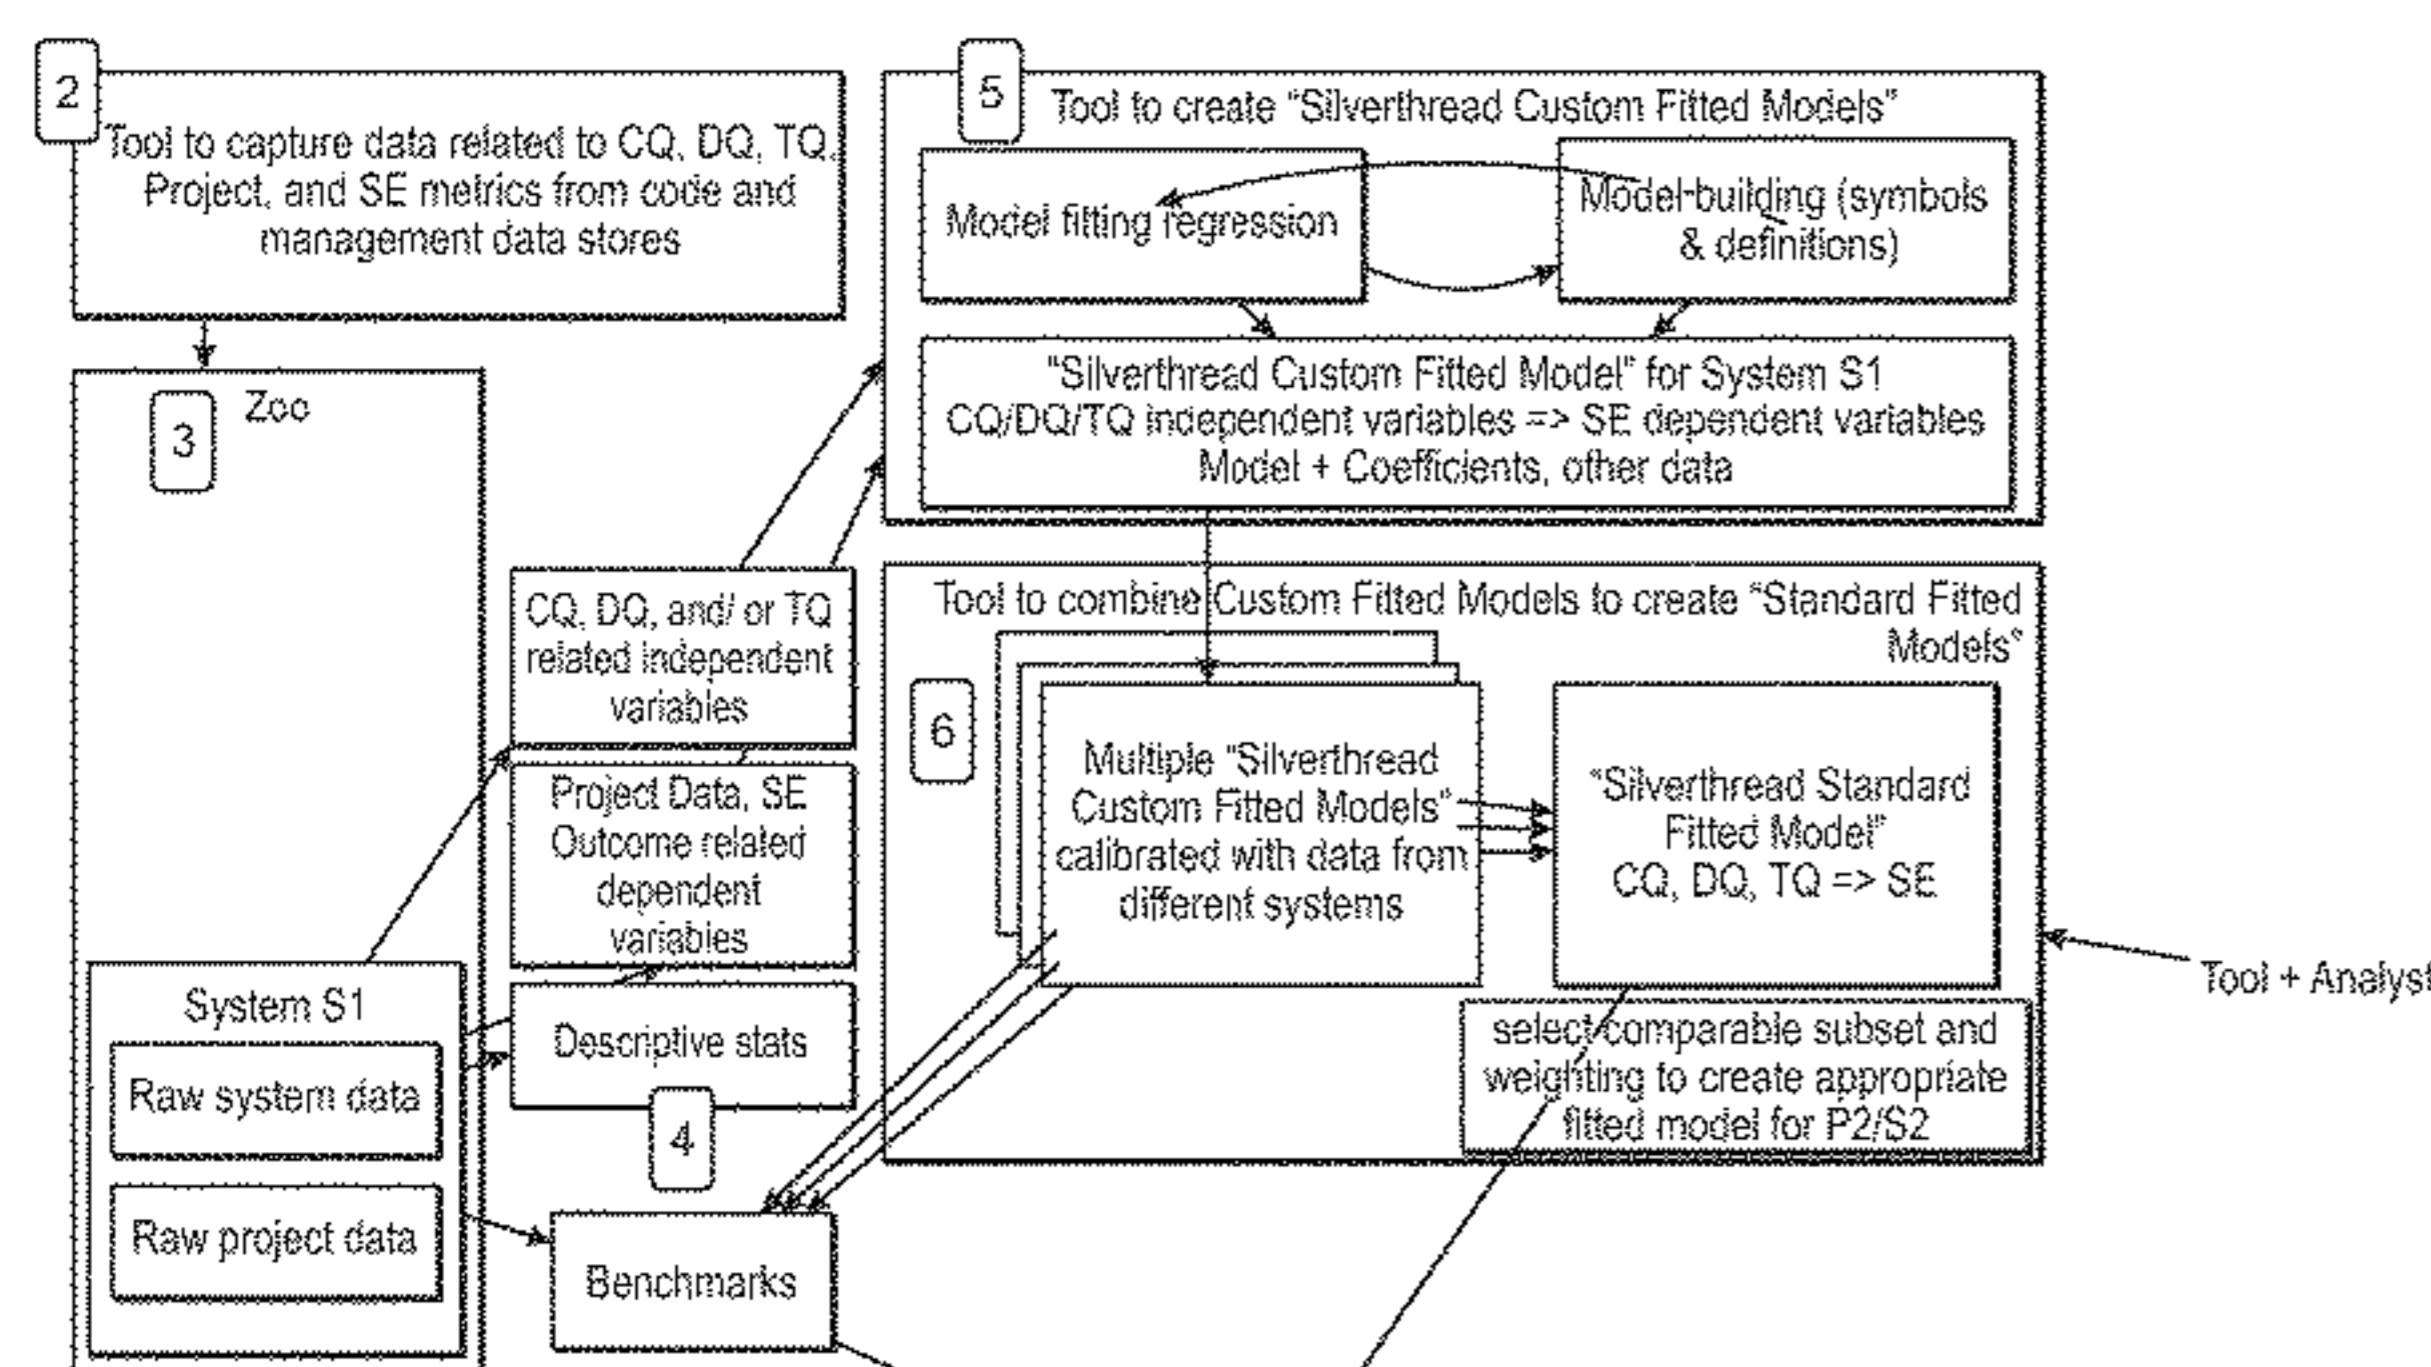 2
Tool to capture data related to CQ, DQ, TQ,
Project, and SE metrics from code and
management data stores
3
Zoo
System S1
Raw system data
Raw project data
CQ, DQ, and/ or TQ
related independent
variables
Project Data, SE
Outcome related
dependent
variables
Descriptive stats
4
Benchmarks
5
Tool to create “Silverthread Custom Fitted Models”
Model fitting regression
Model-building (symbols
& definitions)
“Silverthread Custom Fitted Model” for System S1
CQ/DQ/TQ independent variables => SE dependent variables
Model + Coefficients, other data
Tool to combine Custom Fitted Models to create “Standard Fitted
Models”
6
Multiple “Silverthread
Custom Fitted Models”
calibrated with data from
different systems
“Silverthread Standard
Fitted Model”
CQ, DQ, TQ => SE
select comparable subset and
weighting to create appropriate
fitted model for P2/S2
Tool + Analyst